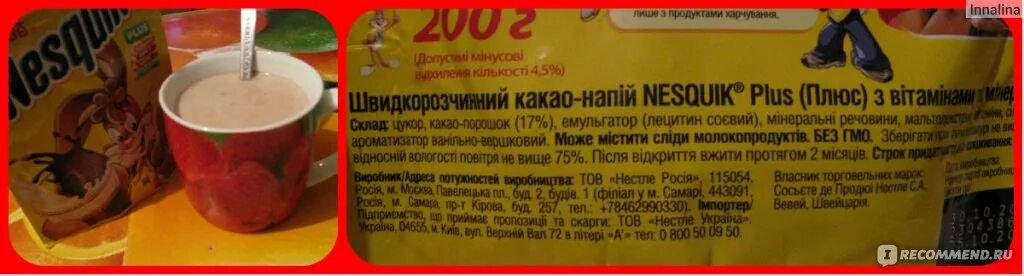 Innalina
Nesquik
PLUS
200 г
лише з продуктами харчування.
(Допустимі мінусові
відхилення кількості 4,5%)
Швидкорозчинний какао-напій NESQUIK® Plus (Плюс) з вітамінами
Склад: цукор, какао-порошок (17%), емульгатор (лецитин соєвий), мінеральні речовини,
ароматизатор ванільно-вершковий. Може містити сліди молокопродуктів. БЕЗ ГМО. Зберігати при
відносній вологості повітря не вище 75%. Після відкриття вжити протягом 2 місяців. Строк
Виробник/Адреса потужностей виробництва: ТОВ "Нестле Росія", 115054,
Росія, м. Москва, Павелецька пл., буд. 2, будів. 1 (філіал у м. Самарі, 443091,
Росія, м. Самара, пр-т Кірова, буд. 257, тел.: +78462990330). Імпортер/
Підприємство, що приймає пропозиції та скарги: ТОВ "Нестле Україна".
Україна, 04655, м. Київ, вул. Верхній Вал 72 в літері «А'» тел: 0 800 50 09 50.
Власник торговельних марок:
Сосьєте де Продюї Нестле С.А.
Вевей, Швейцарія.
IRECOMMEND.RU